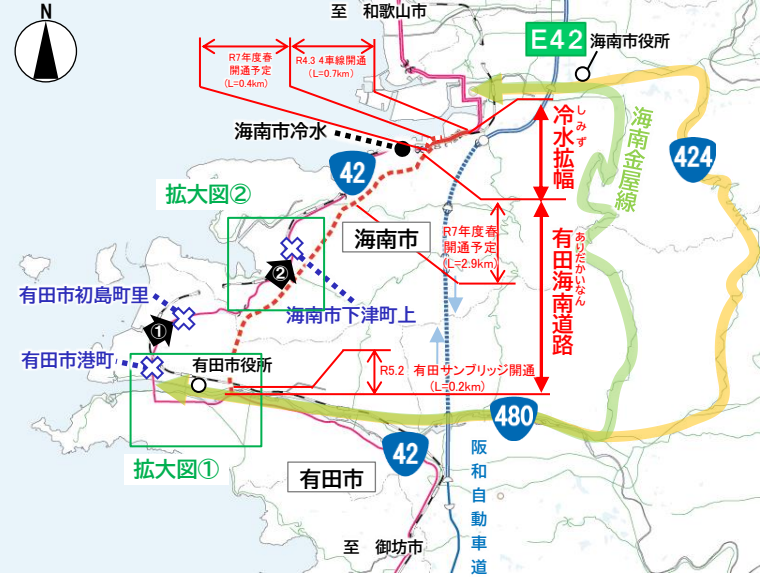 N
至 和歌山市
E42
海南市役所
R7年度春
開通予定
(L=0.4km)
R4.3 4車線開通
(L=0.7km)
海南市冷水
42
しみず
冷水拡幅
海南金屋線
424
拡大図②
海南市
R7年度春
開通予定
(L=2.9km)
ありだかいなん
有田海南道路
②
有田市初島町里
海南市下津町上
①
有田市港町
有田市役所
R5.2 有田サンブリッジ開通
(L=0.2km)
480
42
拡大図①
有田市
阪和自動車道
至 御坊市